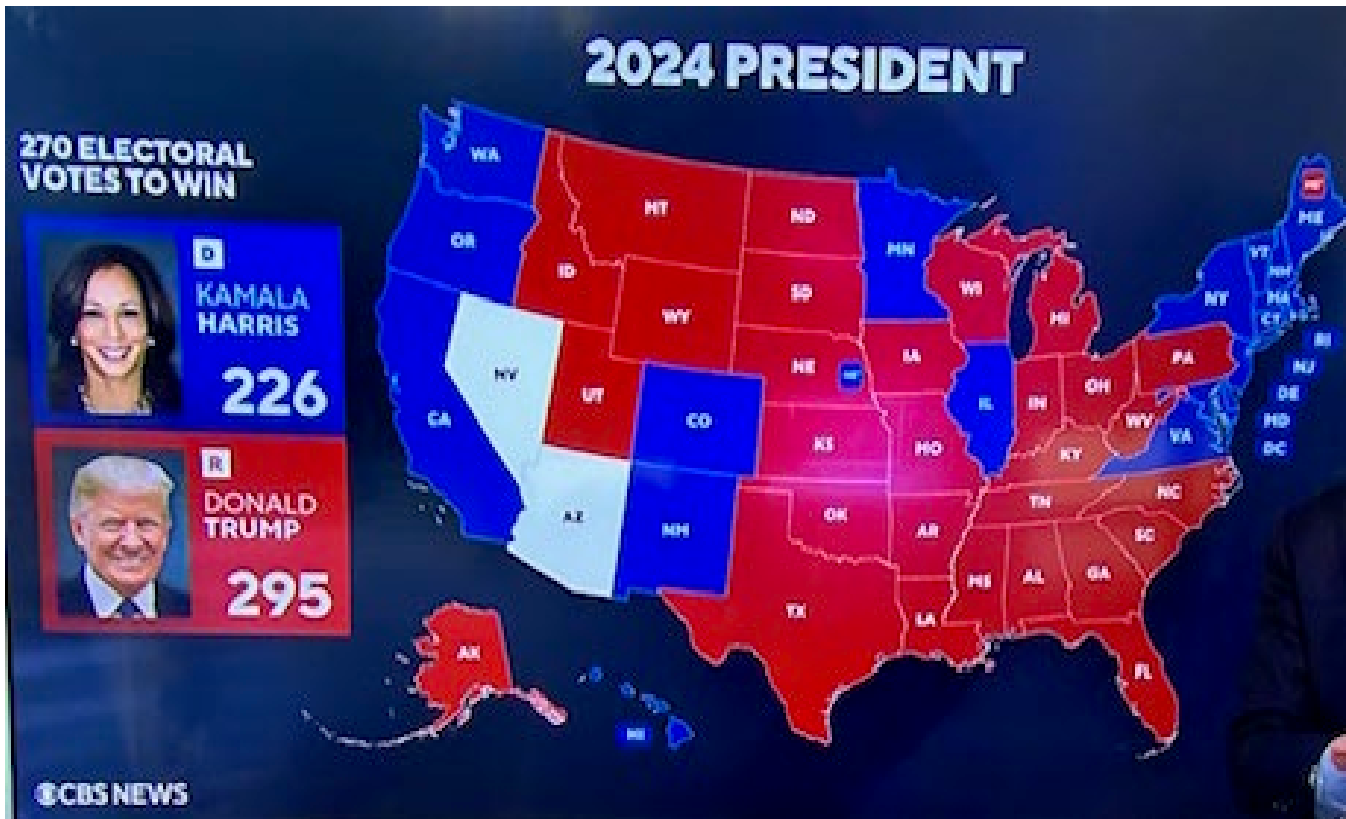 2024 PRESIDENT
270 ELECTORAL
VOTES TO WIN
D
KAMALA
HARRIS
226
R
DONALD
TRUMP
295
WA
MT
ND
MN
ME
OR
ID
SD
WI
MI
VT
NH
NY
MA
CT
RI
WY
NE
IA
PA
NJ
NV
UT
CO
IL
IN
OH
DE
CA
KS
MO
WV
VA
MD
KY
DC
AZ
NM
OK
AR
TN
NC
SC
TX
LA
MS
AL
GA
FL
AK
HI
CBS NEWS